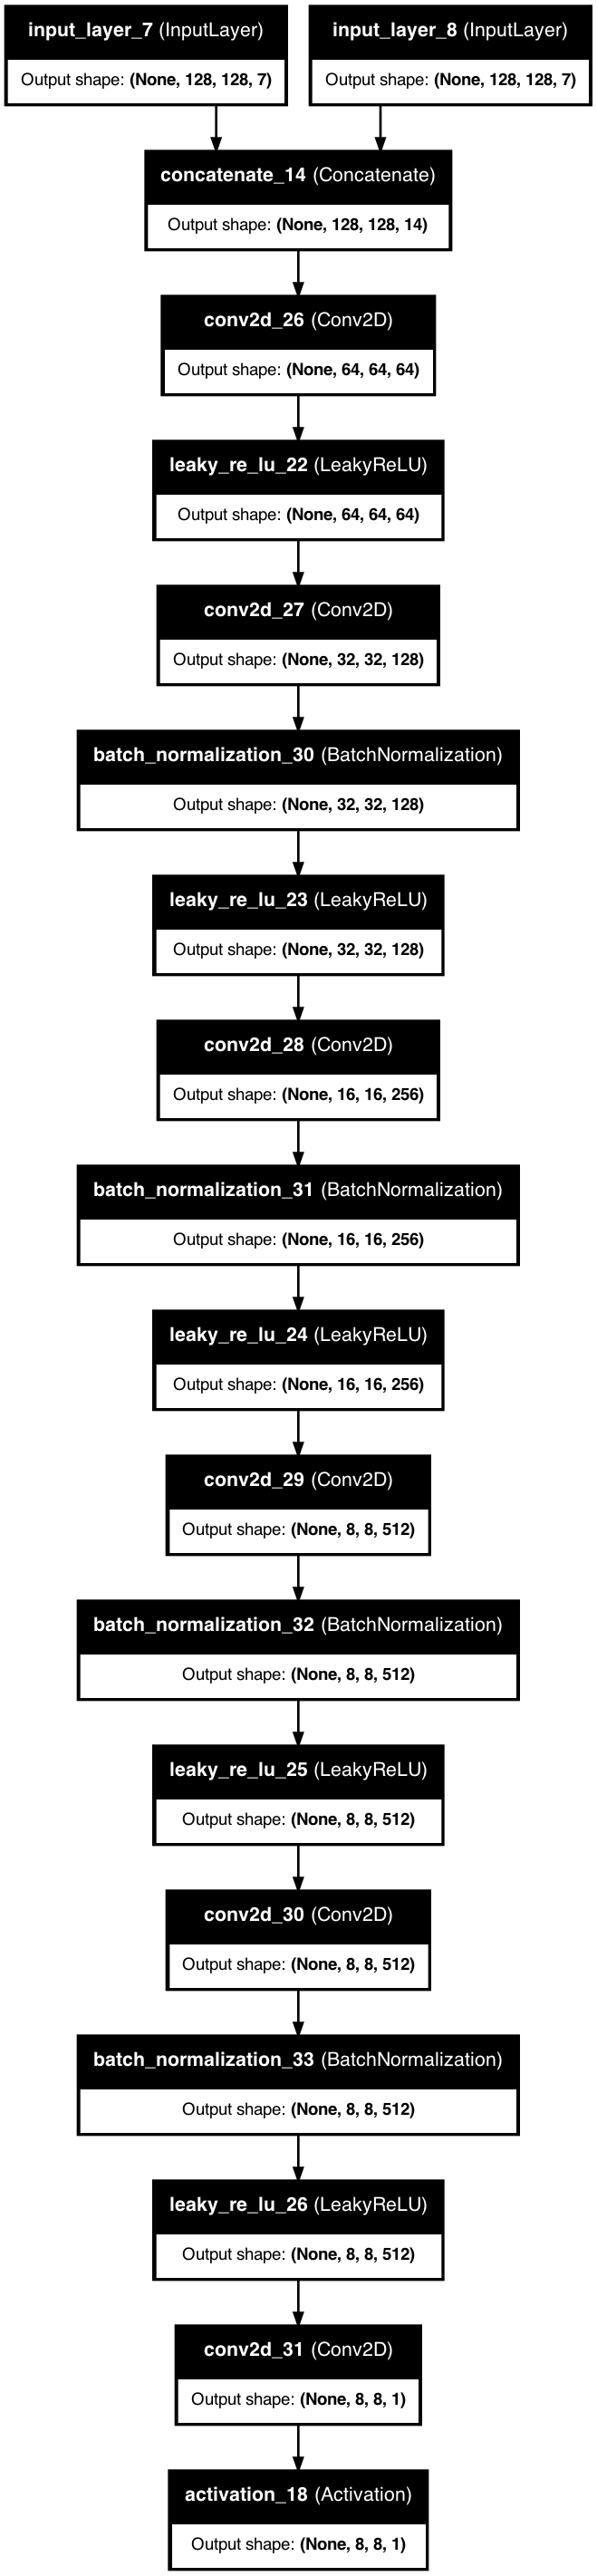 input_layer_7 (InputLayer)
Output shape: (None, 128, 128, 7)
input_layer_8 (InputLayer)
Output shape: (None, 128, 128, 7)
concatenate_14 (Concatenate)
Output shape: (None, 128, 128, 14)
conv2d_26 (Conv2D)
Output shape: (None, 64, 64, 64)
leaky_re_lu_22 (LeakyReLU)
Output shape: (None, 64, 64, 64)
conv2d_27 (Conv2D)
Output shape: (None, 32, 32, 128)
batch_normalization_30 (BatchNormalization)
Output shape: (None, 32, 32, 128)
leaky_re_lu_23 (LeakyReLU)
Output shape: (None, 32, 32, 128)
conv2d_28 (Conv2D)
Output shape: (None, 16, 16, 256)
batch_normalization_31 (BatchNormalization)
Output shape: (None, 16, 16, 256)
leaky_re_lu_24 (LeakyReLU)
Output shape: (None, 16, 16, 256)
conv2d_29 (Conv2D)
Output shape: (None, 8, 8, 512)
batch_normalization_32 (BatchNormalization)
Output shape: (None, 8, 8, 512)
leaky_re_lu_25 (LeakyReLU)
Output shape: (None, 8, 8, 512)
conv2d_30 (Conv2D)
Output shape: (None, 8, 8, 512)
batch_normalization_33 (BatchNormalization)
Output shape: (None, 8, 8, 512)
leaky_re_lu_26 (LeakyReLU)
Output shape: (None, 8, 8, 512)
conv2d_31 (Conv2D)
Output shape: (None, 8, 8, 1)
activation_18 (Activation)
Output shape: (None, 8, 8, 1)